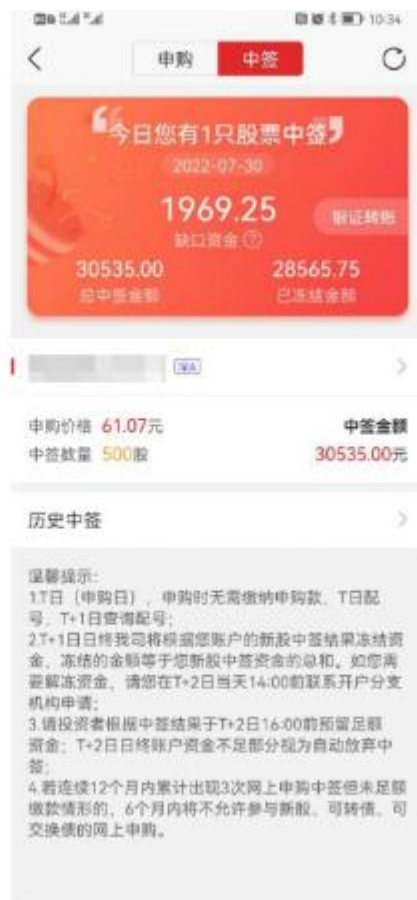 10:34
申购 中签
今日您有1只股票中签
2022-07-30
1969.25
银证转账
缺口资金
30535.00 28565.75
总中签金额 已冻结金额
深A
申购价格 61.07元 中签金额
中签数量 500股 30535.00元
历史中签
温馨提示:
1.T日（申购日），申购时无需缴纳申购款，T日配
号，T+1日查询配号;
2.T+1日日终我司将根据您账户的新股中签结果冻结资
金，冻结的金额等于您新股中签资金的总和。如您需
要解冻资金，请您在T+2日当天14:00前联系开户分支
机构申请;
3.请投资者根据中签结果于T+2日16:00前预留足额
资金; T+2日日终账户资金不足部分视为自动放弃中
签;
4.若连续12个月内累计出现3次网上申购中签但未足额
缴款情形的，6个月内将不允许参与新股、可转债、可
交换债的网上申购。